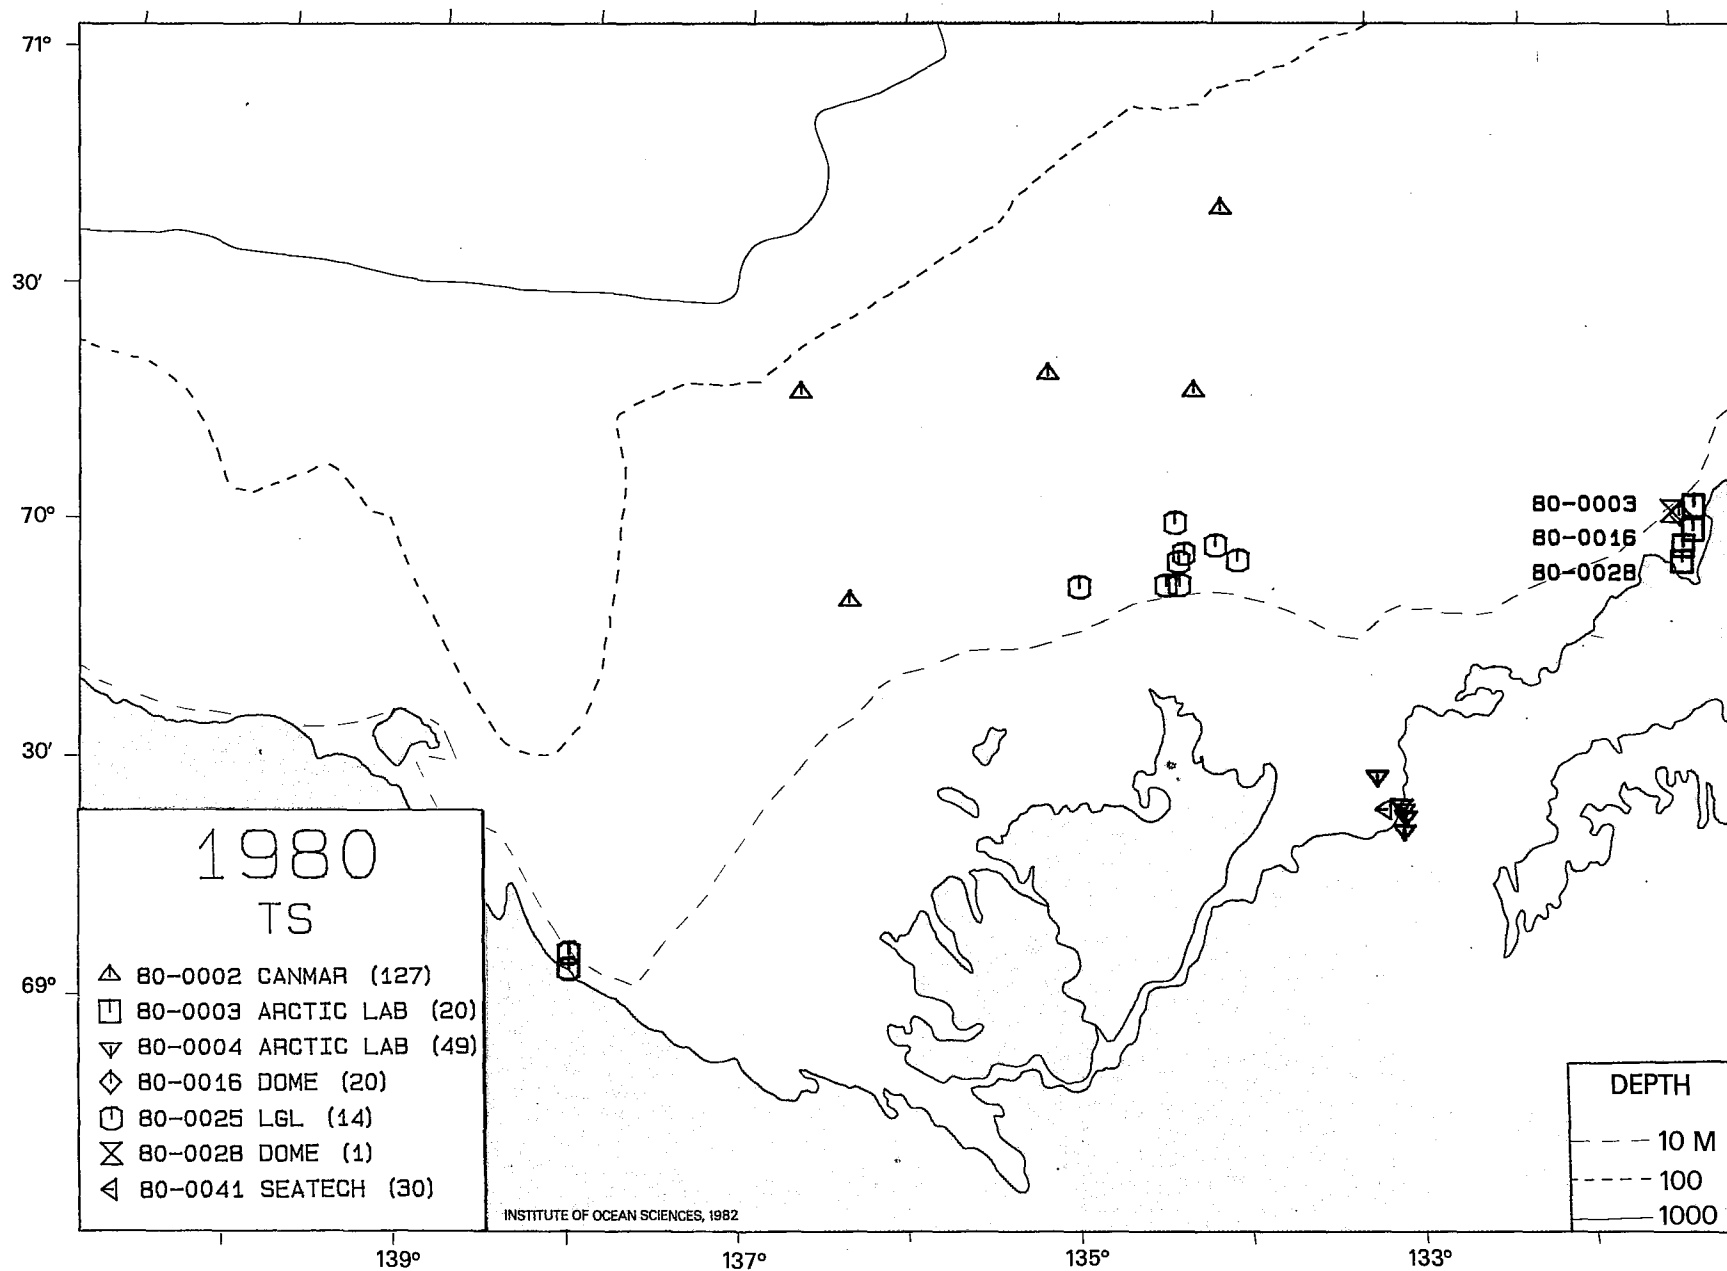 71°
30'
70°
30'
69°
80-0003
80-0016
80-0028
1980
TS
80-0002 CANMAR (127)
80-0003 ARCTIC LAB (20)
80-0004 ARCTIC LAB (49)
80-0016 DOME (20)
80-0025 LGL (14)
80-0028 DOME (1)
80-0041 SEATECH (30)
INSTITUTE OF OCEAN SCIENCES, 1982
DEPTH
10 M
100
1000
139° 137° 135° 133°